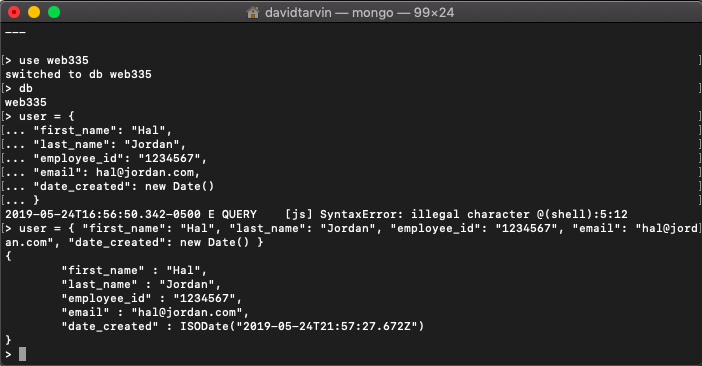 davidtarvin — mongo — 99×24
---
[> use web335 ]
switched to db web335
[> db ]
web335
[> user = { ]
[... "first_name": "Hal", ]
[... "last_name": "Jordan", ]
[... "employee_id": "1234567", ]
[... "email": hal@jordan.com, ]
[... "date_created": new Date() ]
[... } ]
2019-05-24T16:56:50.342-0500 E QUERY    [js] SyntaxError: illegal character @(shell):5:12
[> user = { "first_name": "Hal", "last_name": "Jordan", "employee_id": "1234567", "email": "hal@jord]
an.com", "date_created": new Date() }
{
        "first_name" : "Hal",
        "last_name" : "Jordan",
        "employee_id" : "1234567",
        "email" : "hal@jordan.com",
        "date_created" : ISODate("2019-05-24T21:57:27.672Z")
}
>